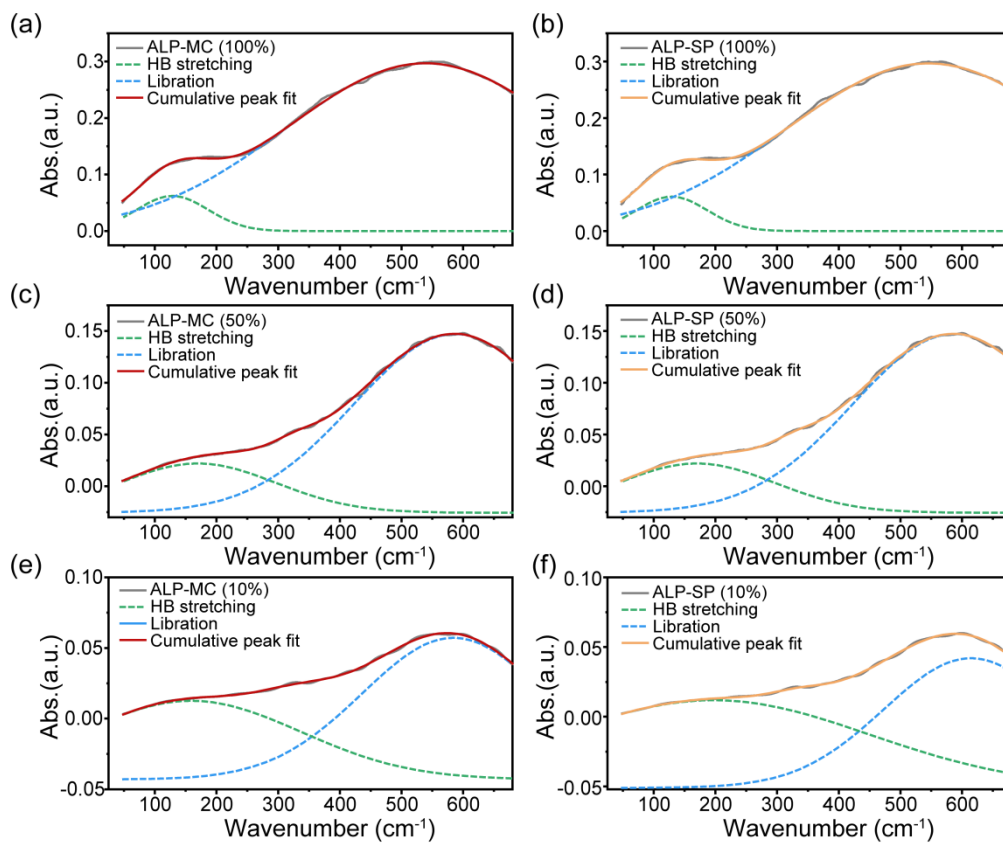 (a)
ALP-MC (100%)
HB stretching
Libration
Cumulative peak fit
Abs.(a.u.)
0.3
0.2
0.1
0.0
100 200 300 400 500 600
Wavenumber (cm⁻¹)
(b)
ALP-SP (100%)
HB stretching
Libration
Cumulative peak fit
Abs.(a.u.)
0.3
0.2
0.1
0.0
100 200 300 400 500 600
Wavenumber (cm⁻¹)
(c)
ALP-MC (50%)
HB stretching
Libration
Cumulative peak fit
Abs.(a.u.)
0.15
0.10
0.05
0.00
100 200 300 400 500 600
Wavenumber (cm⁻¹)
(d)
ALP-SP (50%)
HB stretching
Libration
Cumulative peak fit
Abs.(a.u.)
0.15
0.10
0.05
0.00
100 200 300 400 500 600
Wavenumber (cm⁻¹)
(e)
ALP-MC (10%)
HB stretching
Libration
Cumulative peak fit
Abs.(a.u.)
0.10
0.05
0.00
-0.05
100 200 300 400 500 600
Wavenumber (cm⁻¹)
(f)
ALP-SP (10%)
HB stretching
Libration
Cumulative peak fit
Abs.(a.u.)
0.10
0.05
0.00
-0.05
100 200 300 400 500 600
Wavenumber (cm⁻¹)